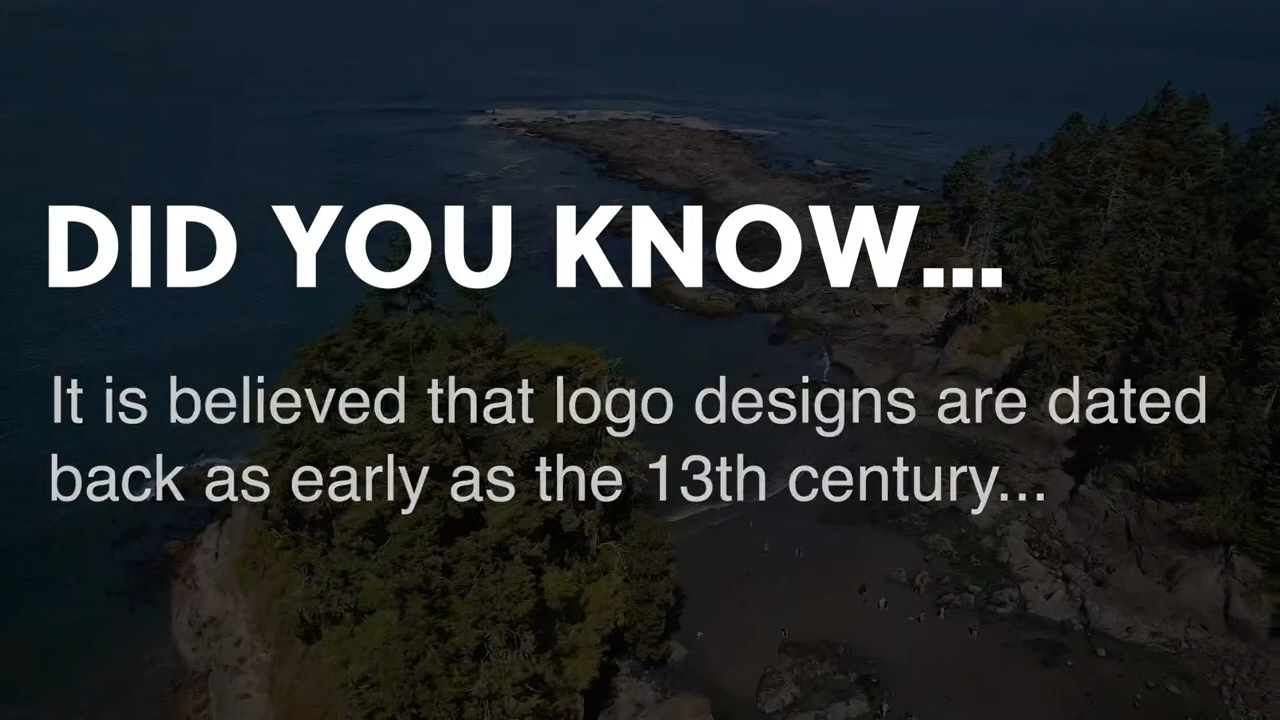 DID YOU KNOW...
It is believed that logo designs are dated
back as early as the 13th century...